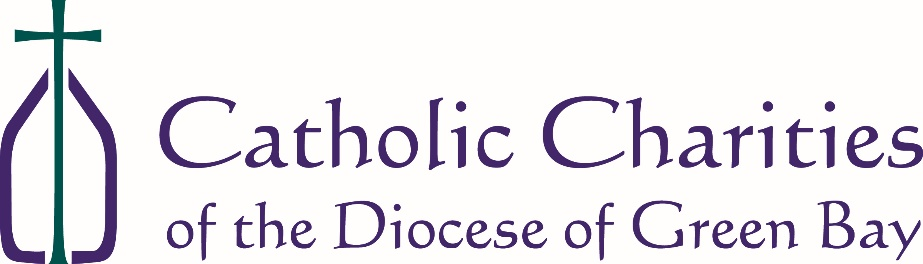 Catholic Charities
of the Diocese of Green Bay